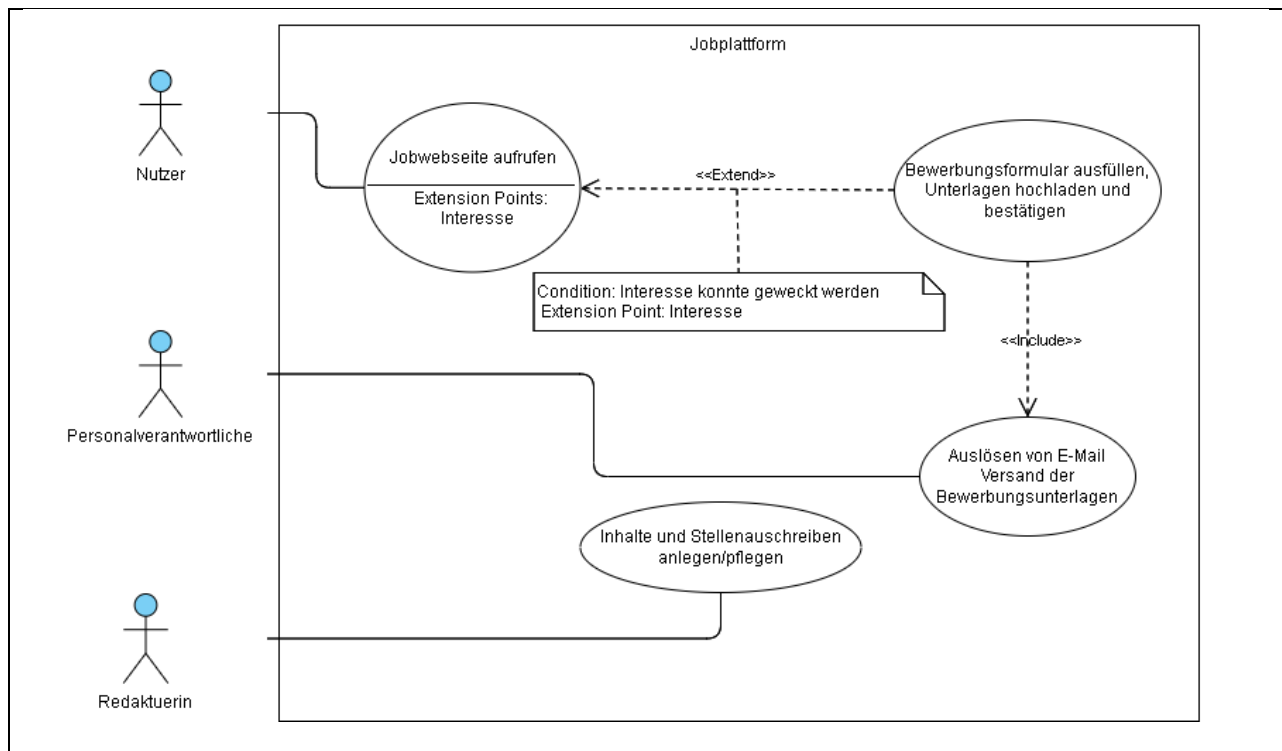 Jobplattform
Nutzer
Jobwebseite aufrufen
Extension Points:
Interesse
<<Extend>>
Bewerbungsformular ausfüllen,
Unterlagen hochladen und
bestätigen
Condition: Interesse konnte geweckt werden
Extension Point: Interesse
<<Include>>
Personalverantwortliche
Auslösen von E-Mail
Versand der
Bewerbungsunterlagen
Inhalte und Stellenauschreiben
anlegen/pflegen
Redaktuerin